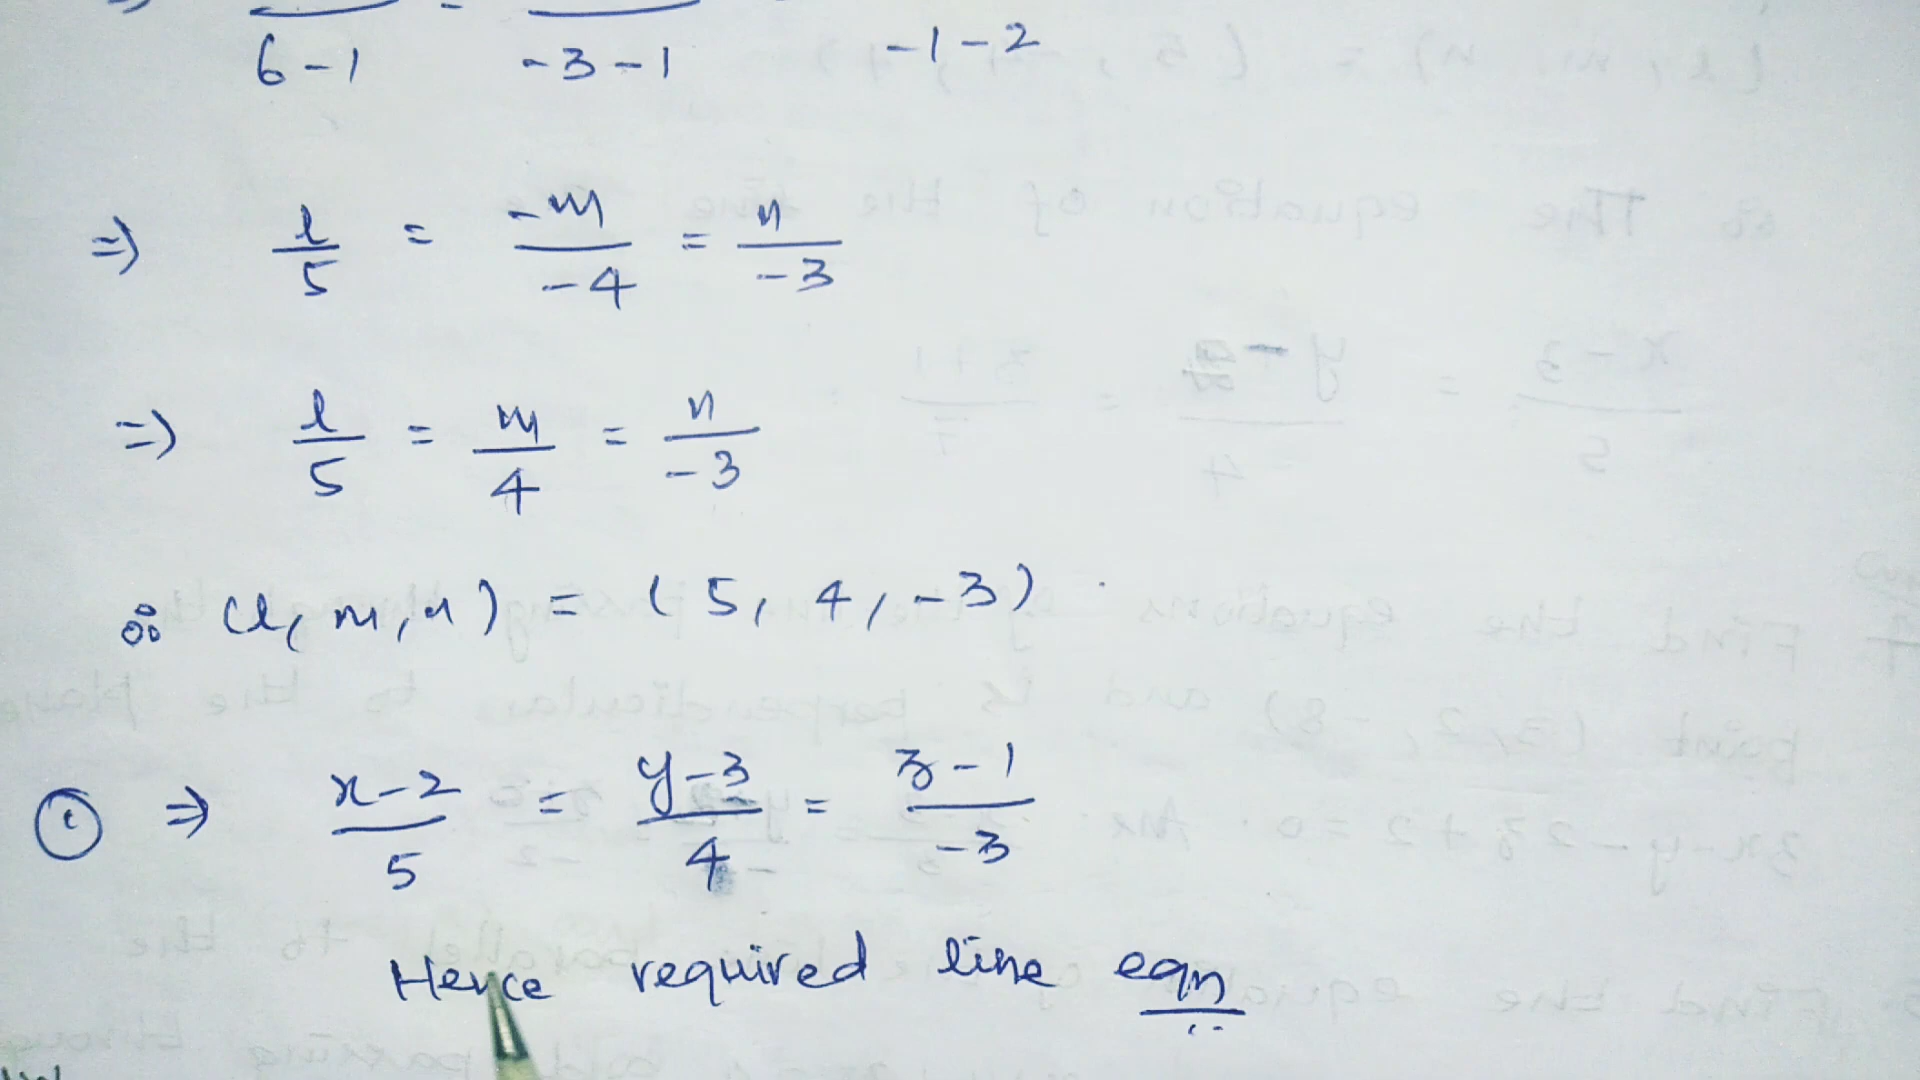 6-1 -3-1 -1-2
=> l/5 = -m/-4 = n/-3
=> l/5 = m/4 = n/-3
∴ (l, m, n) = (5, 4, -3).
① => x-2/5 = y-3/4 = z-1/-3
Hence required line eqn